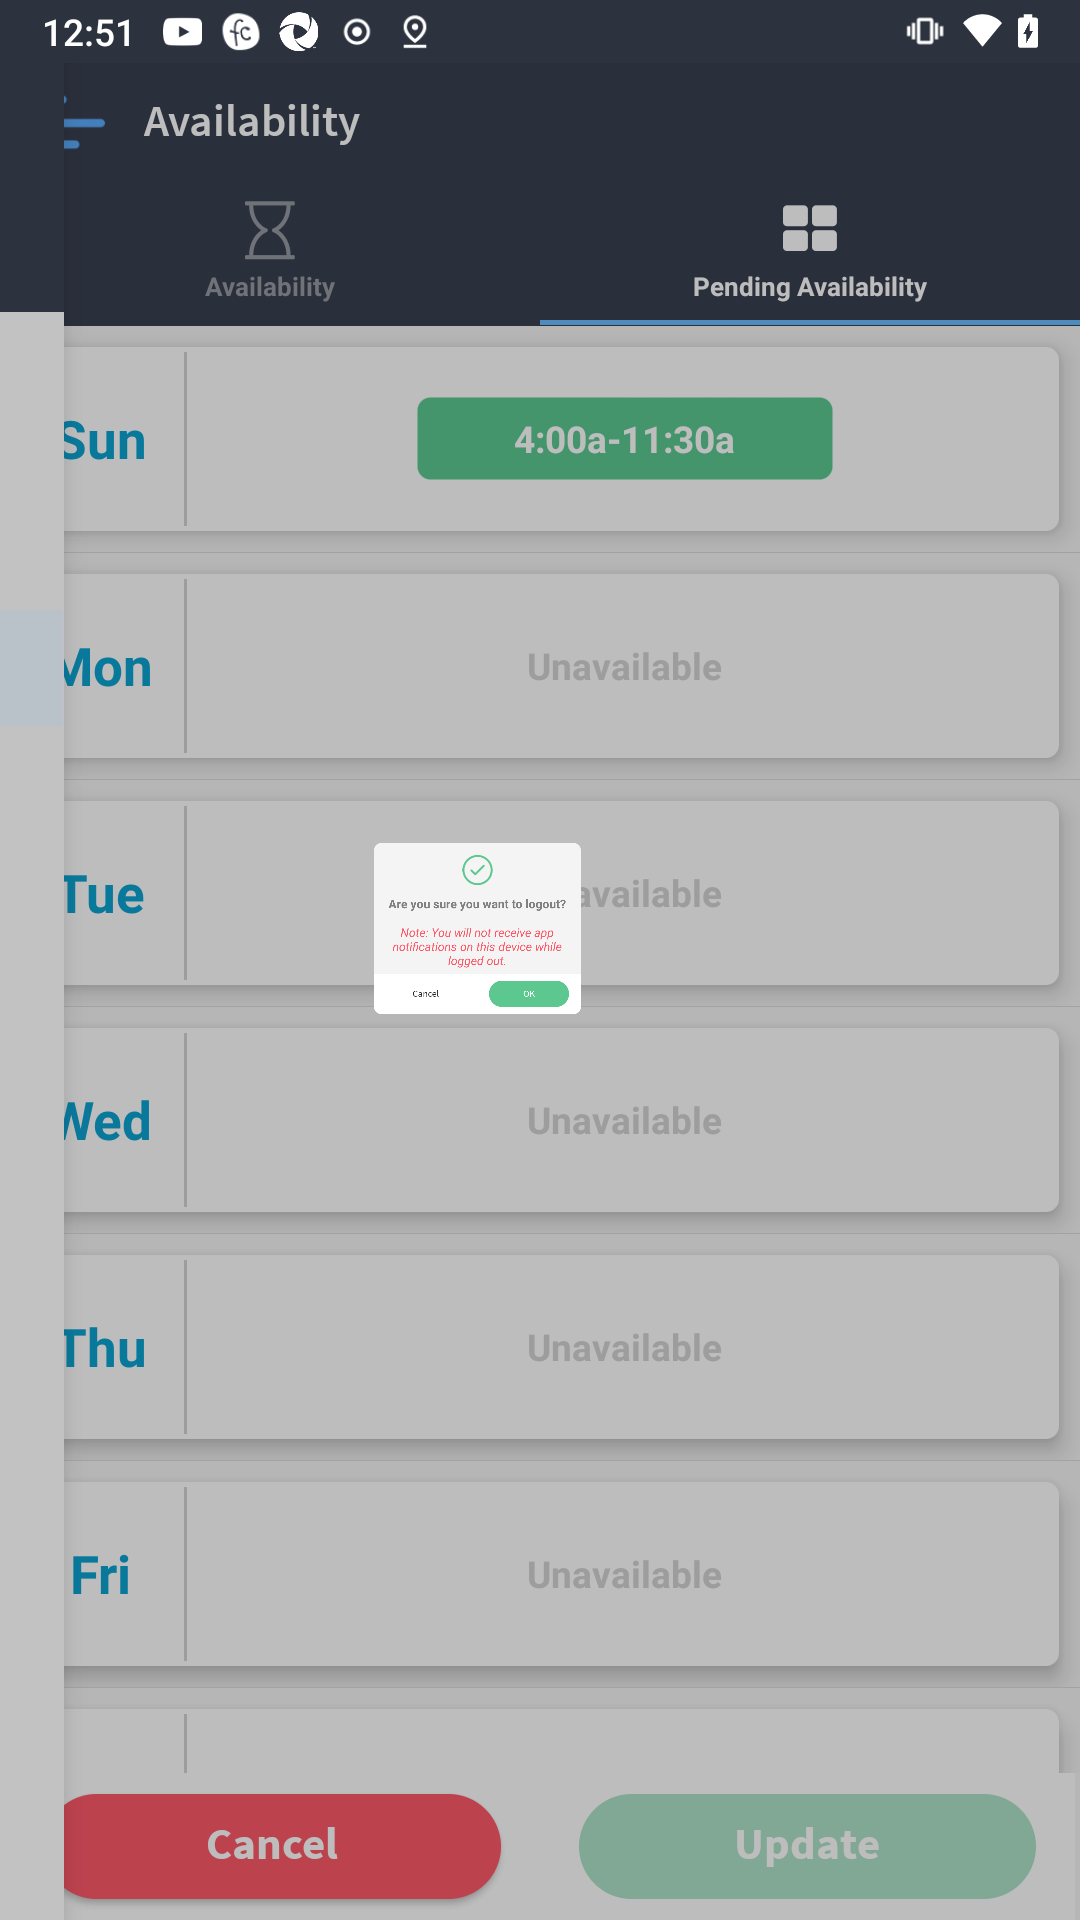 12:51
Availability
Availability
Pending Availability
Sun
4:00a-11:30a
Mon
Unavailable
Tue
available
Are you sure you want to logout?
Note: You will not receive app
notifications on this device while
logged out.
Cancel
OK
Wed
Unavailable
Thu
Unavailable
Fri
Unavailable
Cancel
Update